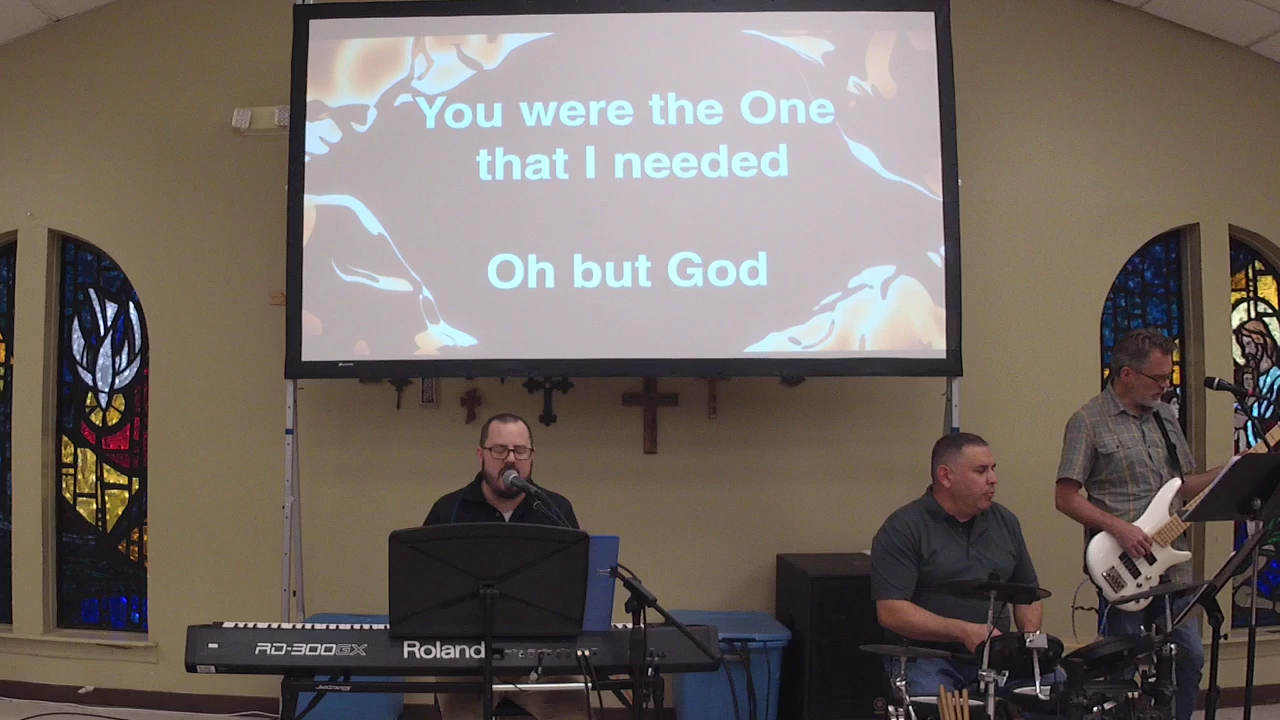 You were the One
that I needed
Oh but God
RD-300GX
Roland